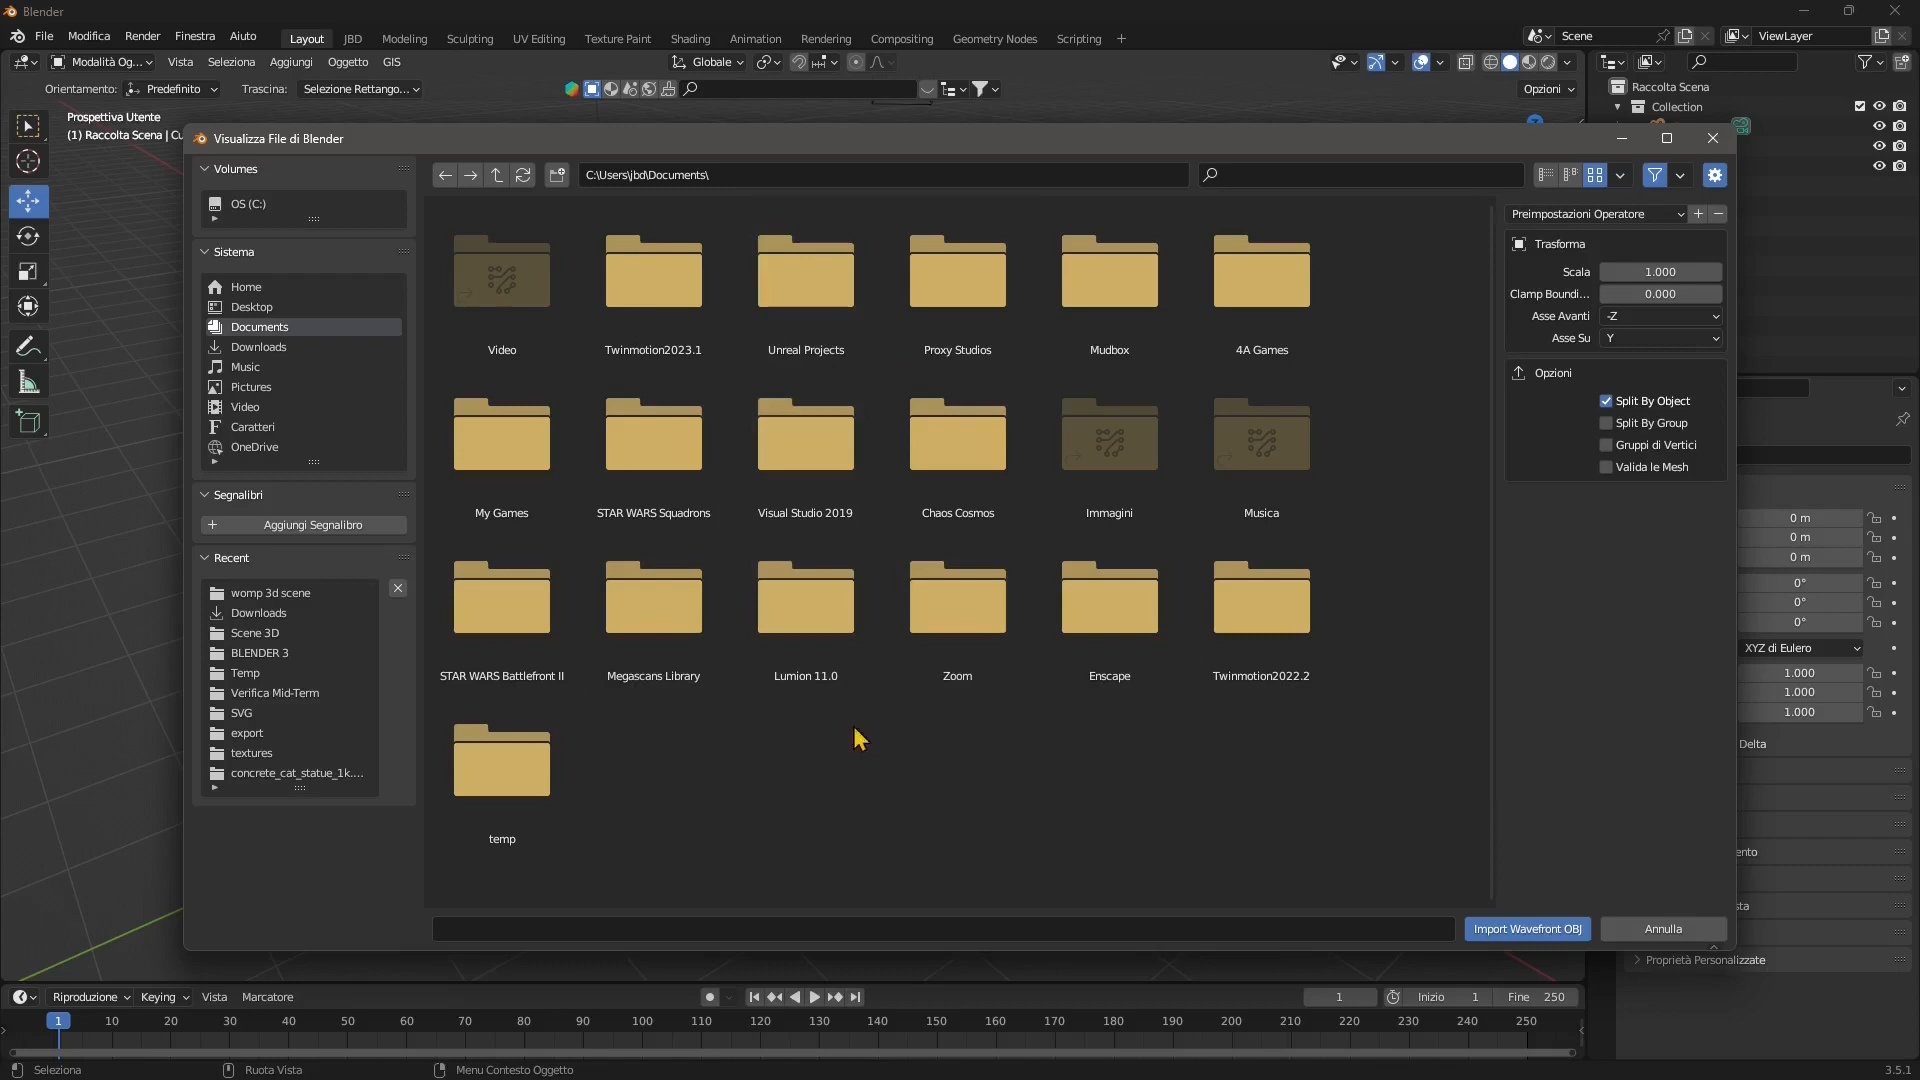 Blender
File Modifica Render Finestra Aiuto Layout JBD Modeling Sculpting UV Editing Texture Paint Shading Animation Rendering Compositing Geometry Nodes Scripting + Scene ViewLayer
Modalità Og... Vista Seleziona Aggiungi Oggetto GIS Globale
Orientamento: Predefinito Trascina: Selezione Rettango... Opzioni
Raccolta Scena
Collection
Prospettiva Utente
(1) Raccolta Scena | Cu
Visualizza File di Blender
Volumes
OS (C:)
Sistema
Home
Desktop
Documents
Downloads
Music
Pictures
Video
Caratteri
OneDrive
Segnalibri
Aggiungi Segnalibro
Recent
womp 3d scene
Downloads
Scene 3D
BLENDER 3
Temp
Verifica Mid-Term
SVG
export
textures
concrete_cat_statue_1k....
C:\Users\jbd\Documents\
Video Twinmotion2023.1 Unreal Projects Proxy Studios Mudbox 4A Games
My Games STAR WARS Squadrons Visual Studio 2019 Chaos Cosmos Immagini Musica
STAR WARS Battlefront II Megascans Library Lumion 11.0 Zoom Enscape Twinmotion2022.2
temp
Preimpostazioni Operatore
Trasforma
Scala 1.000
Clamp Boundi... 0.000
Asse Avanti -Z
Asse Su Y
Opzioni
Split By Object
Split By Group
Gruppi di Vertici
Valida le Mesh
Import Wavefront OBJ Annulla
0 m
0 m
0 m
0°
0°
0°
XYZ di Eulero
1.000
1.000
1.000
Delta
ento
sta
Proprietà Personalizzate
Riproduzione Keying Vista Marcatore 1 Inizio 1 Fine 250
1 10 20 30 40 50 60 70 80 90 100 110 120 130 140 150 160 170 180 190 200 210 220 230 240 250
Seleziona Ruota Vista Menu Contesto Oggetto 3.5.1